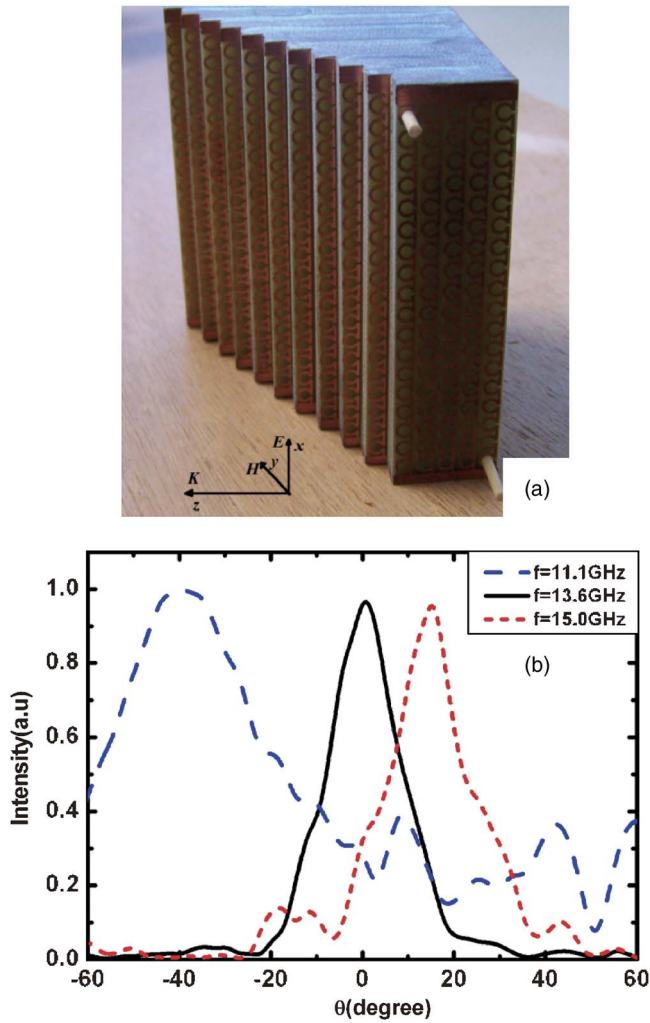 E x
H y
K
z
(a)
1.0
0.8
0.6
0.4
0.2
0.0
Intensity(a.u)
f=11.1GHz
f=13.6GHz
f=15.0GHz
(b)
-60 -40 -20 0 20 40 60
θ(degree)